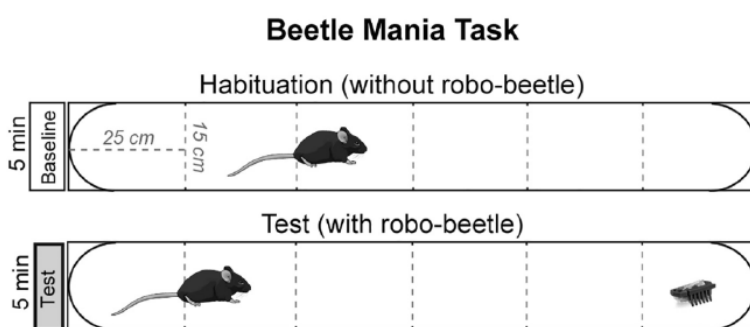 Beetle Mania Task
Habituation (without robo-beetle)
5 min
Baseline
25 cm
15 cm
Test (with robo-beetle)
5 min
Test